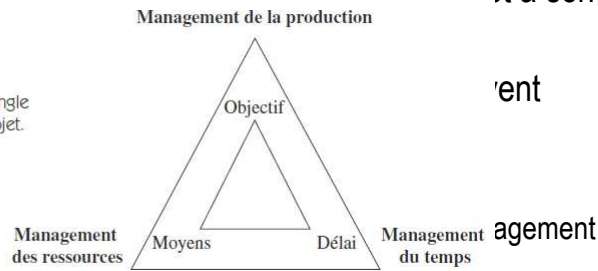 Management de la production
Objectif
Moyens
Délai
Management
des ressources
Management
du temps